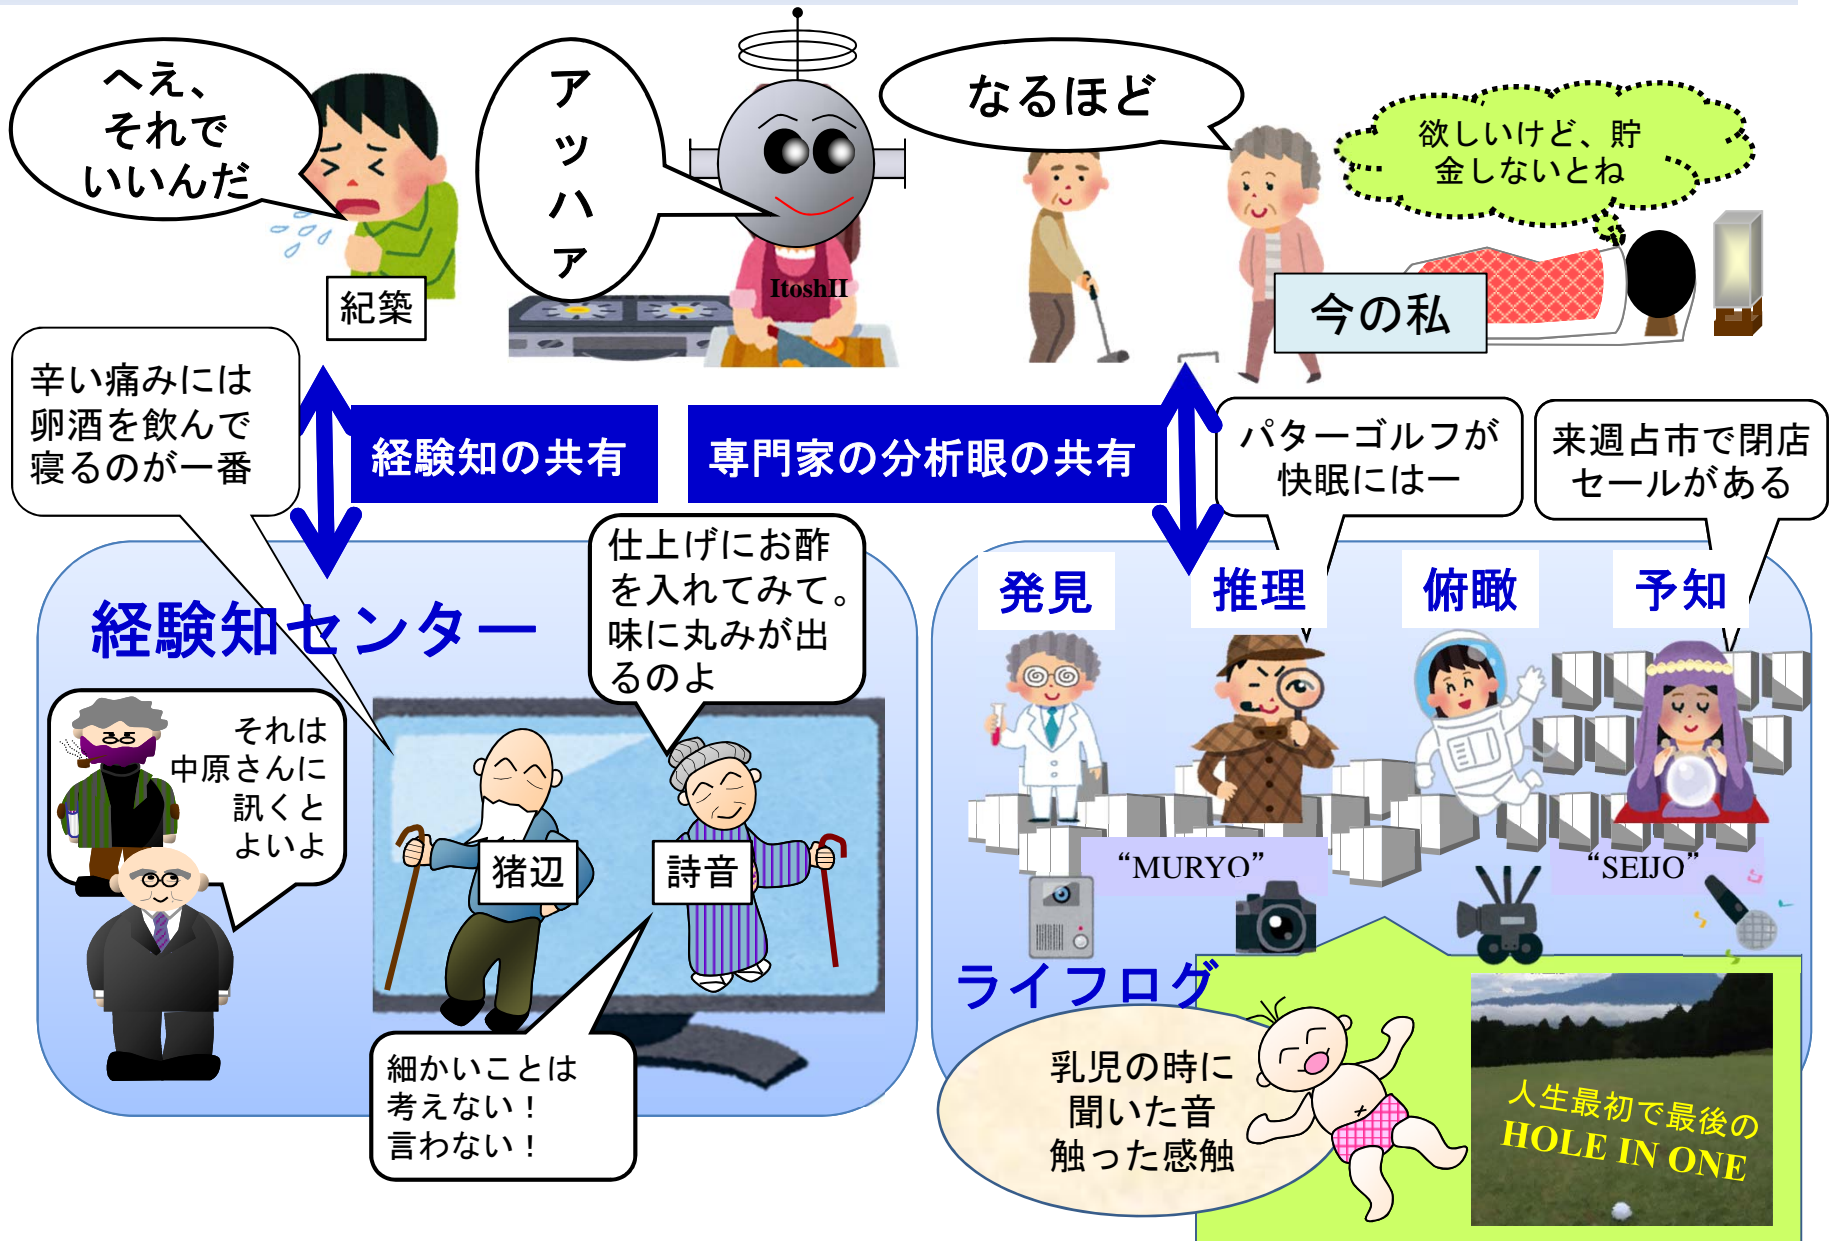 へえ、
それで
いいんだ
ア
ッ
ハ
ァ
なるほど
欲しいけど、貯
金しないとね
ItoshII
紀築
今の私
辛い痛みには
卵酒を飲んで
寝るのが一番
経験知の共有
専門家の分析眼の共有
パターゴルフが
快眠には一
来週占市で閉店
セールがある
経験知センター
仕上げにお酢
を入れてみて。
味に丸みが出
るのよ
発見
推理
俯瞰
予知
それは
中原さんに
訊くと
よいよ
猪辺
詩音
“MURYO”
“SEIJO”
細かいことは
考えない！
言わない！
ライフログ
乳児の時に
聞いた音
触った感触
人生最初で最後の
HOLE IN ONE